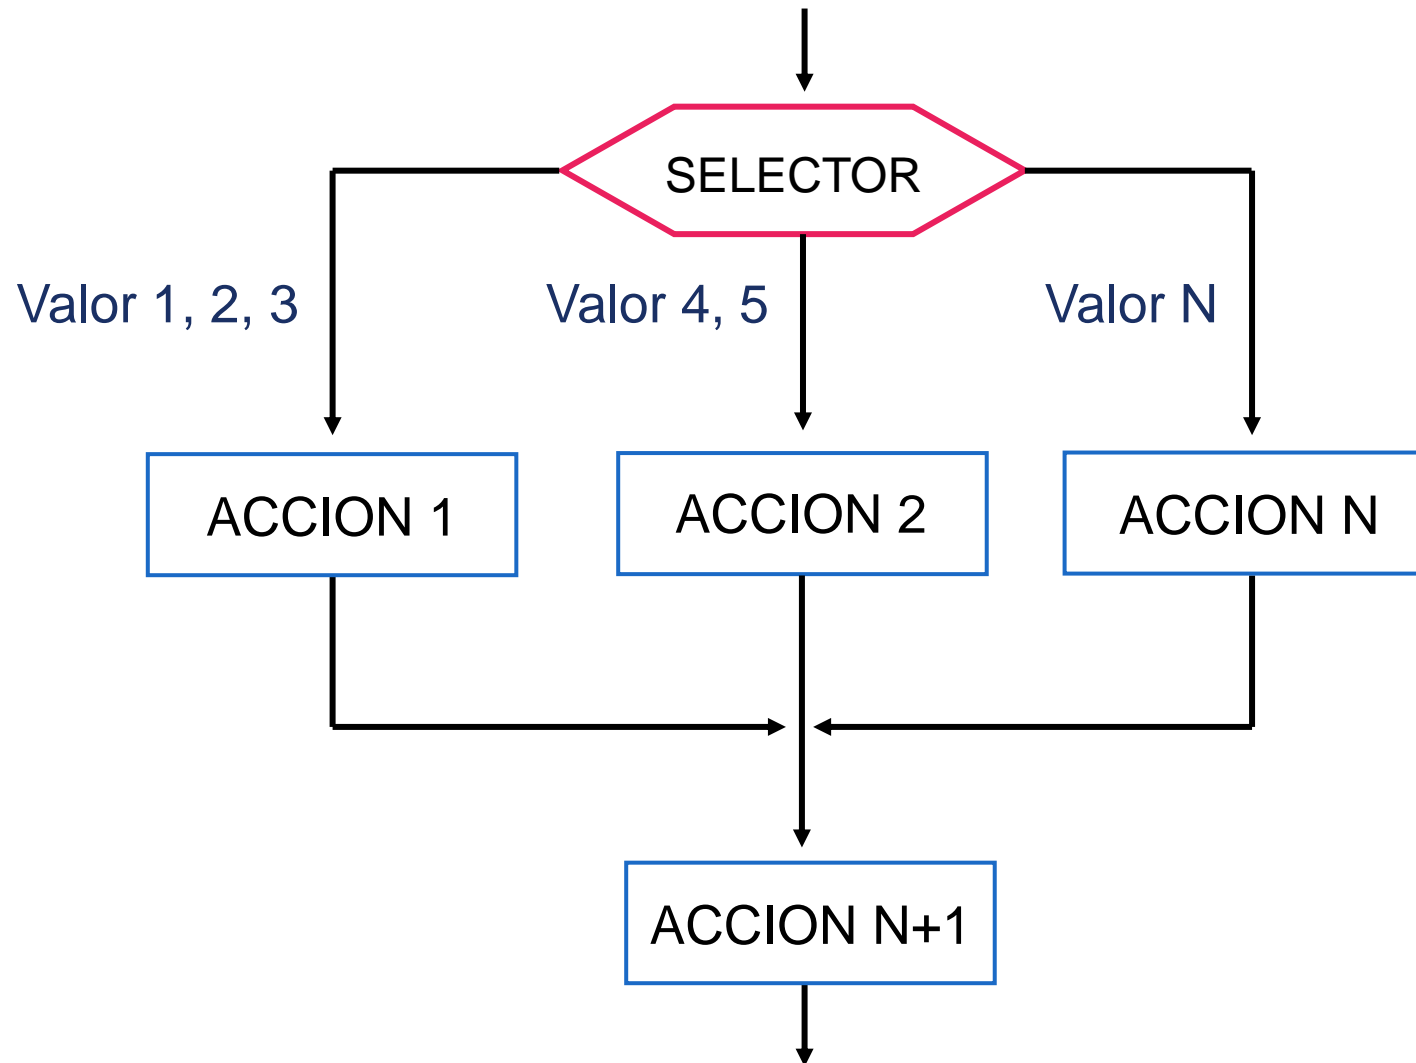 SELECTOR
Valor 1, 2, 3
Valor 4, 5
Valor N
ACCION 1
ACCION 2
ACCION N
ACCION N+1